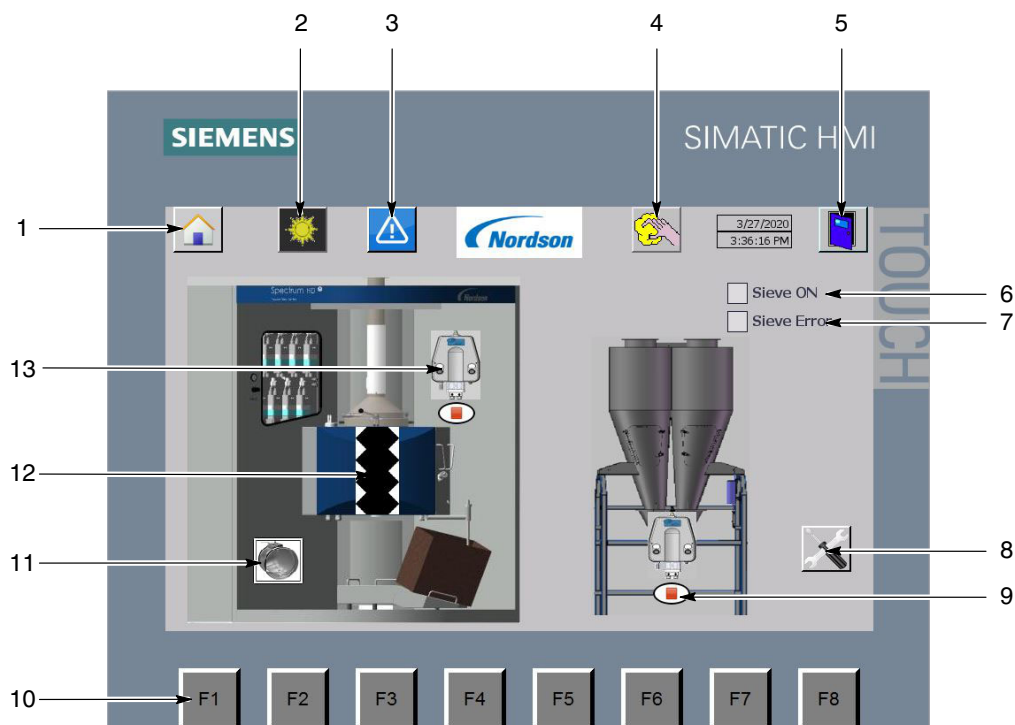 2 3 4 5
SIEMENS SIMATIC HMI
TOUCH
1
Nordson
3/27/2020
3:36:16 PM
Spectrum HD
Nordson
Sieve ON 6
Sieve Error 7
13
12
11
8
9
10
F1 F2 F3 F4 F5 F6 F7 F8